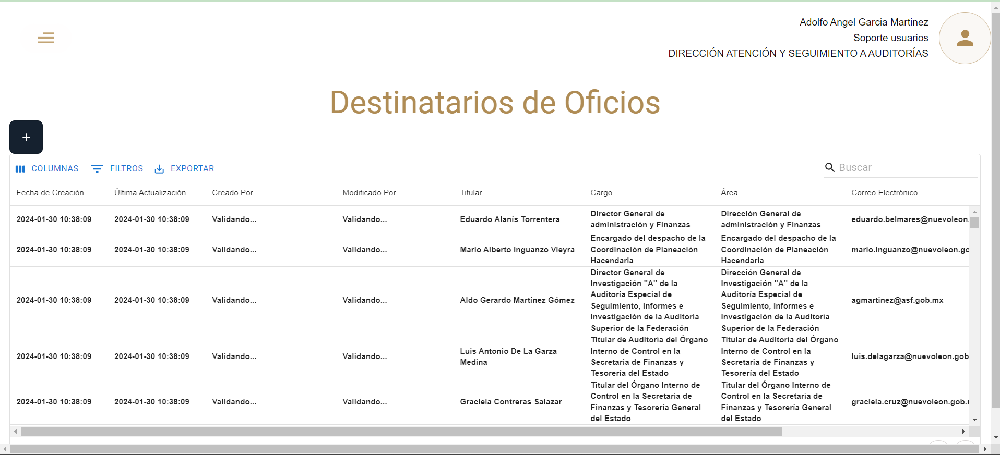 Adolfo Angel Garcia Martinez
Soporte usuarios
DIRECCIÓN ATENCIÓN Y SEGUIMIENTO A AUDITORÍAS
Destinatarios de Oficios
+
COLUMNAS FILTROS EXPORTAR Buscar
Fecha de Creación Última Actualización Creado Por Modificado Por Titular Cargo Área Correo Electrónico
2024-01-30 10:38:09 2024-01-30 10:38:09 Validando... Validando... Eduardo Alanís Torrentera
Director General de
administración y Finanzas
Dirección General de
administración y Finanzas
eduardo.belmares@nuevoleon.
2024-01-30 10:38:09 2024-01-30 10:38:09 Validando... Validando... Mario Alberto Inguanzo Vieyra
Encargado del despacho de la
Coordinación de Planeación
Hacendaria
Encargado del despacho de la
Coordinación de Planeación
Hacendaria
mario.inguanzo@nuevoleon.go
2024-01-30 10:38:09 2024-01-30 10:38:09 Validando... Validando... Aldo Gerardo Martínez Gómez
Director General de
Investigación "A" de la
Auditoría Especial de
Seguimiento, Informes e
Investigación de la Auditoría
Superior de la Federación
Dirección General de
Investigación "A" de la
Auditoría Especial de
Seguimiento, Informes e
Investigación de la Auditoría
Superior de la Federación
agmartinez@asf.gob.mx
2024-01-30 10:38:09 2024-01-30 10:38:09 Validando... Validando... Luis Antonio De La Garza
Medina
Titular de Auditoría del Órgano
Interno de Control en la
Secretaria de Finanzas y
Tesorería del Estado
Titular de Auditoría del Órgano
Interno de Control en la
Secretaria de Finanzas y
Tesorería del Estado
luis.delagarza@nuevoleon.gob
2024-01-30 10:38:09 2024-01-30 10:38:09 Validando... Validando... Graciela Contreras Salazar
Titular del Órgano Interno de
Control en la Secretaría de
Finanzas y Tesorería General
del Estado
Titular del Órgano Interno de
Control en la Secretaría de
Finanzas y Tesorería General
del Estado
graciela.cruz@nuevoleon.gob.